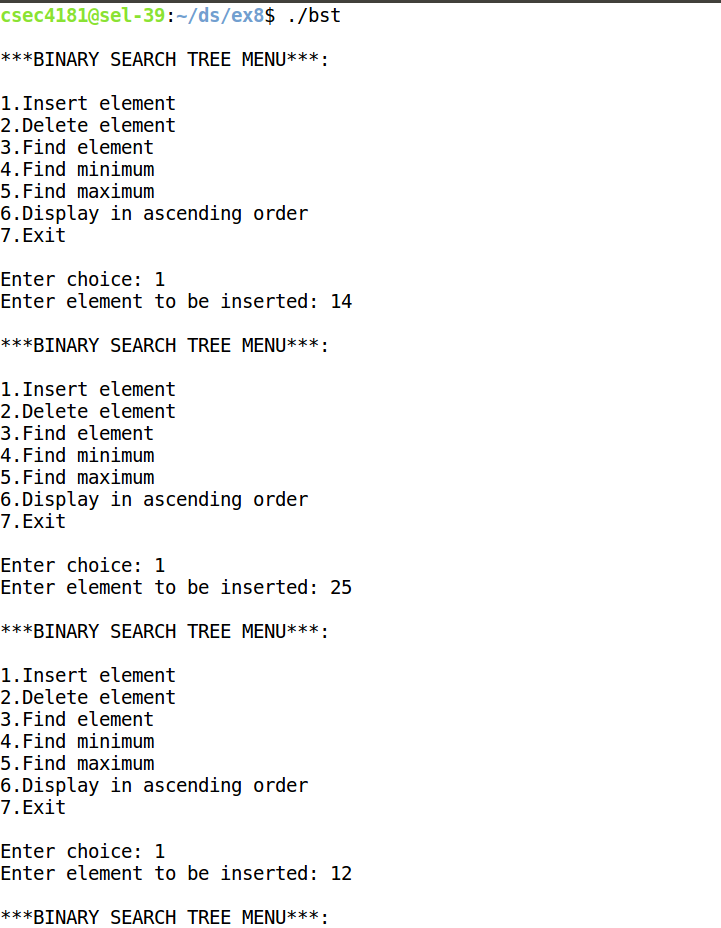 csec4181@sel-39:~/ds/ex8$ ./bst
***BINARY SEARCH TREE MENU***:
1.Insert element
2.Delete element
3.Find element
4.Find minimum
5.Find maximum
6.Display in ascending order
7.Exit
Enter choice: 1
Enter element to be inserted: 14
***BINARY SEARCH TREE MENU***:
1.Insert element
2.Delete element
3.Find element
4.Find minimum
5.Find maximum
6.Display in ascending order
7.Exit
Enter choice: 1
Enter element to be inserted: 25
***BINARY SEARCH TREE MENU***:
1.Insert element
2.Delete element
3.Find element
4.Find minimum
5.Find maximum
6.Display in ascending order
7.Exit
Enter choice: 1
Enter element to be inserted: 12
***BINARY SEARCH TREE MENU***: